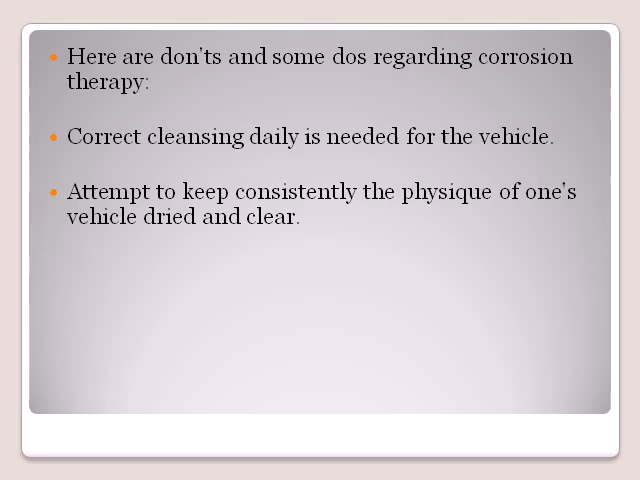 Here are don'ts and some dos regarding corrosion
therapy:
Correct cleansing daily is needed for the vehicle.
Attempt to keep consistently the physique of one's
vehicle dried and clear.